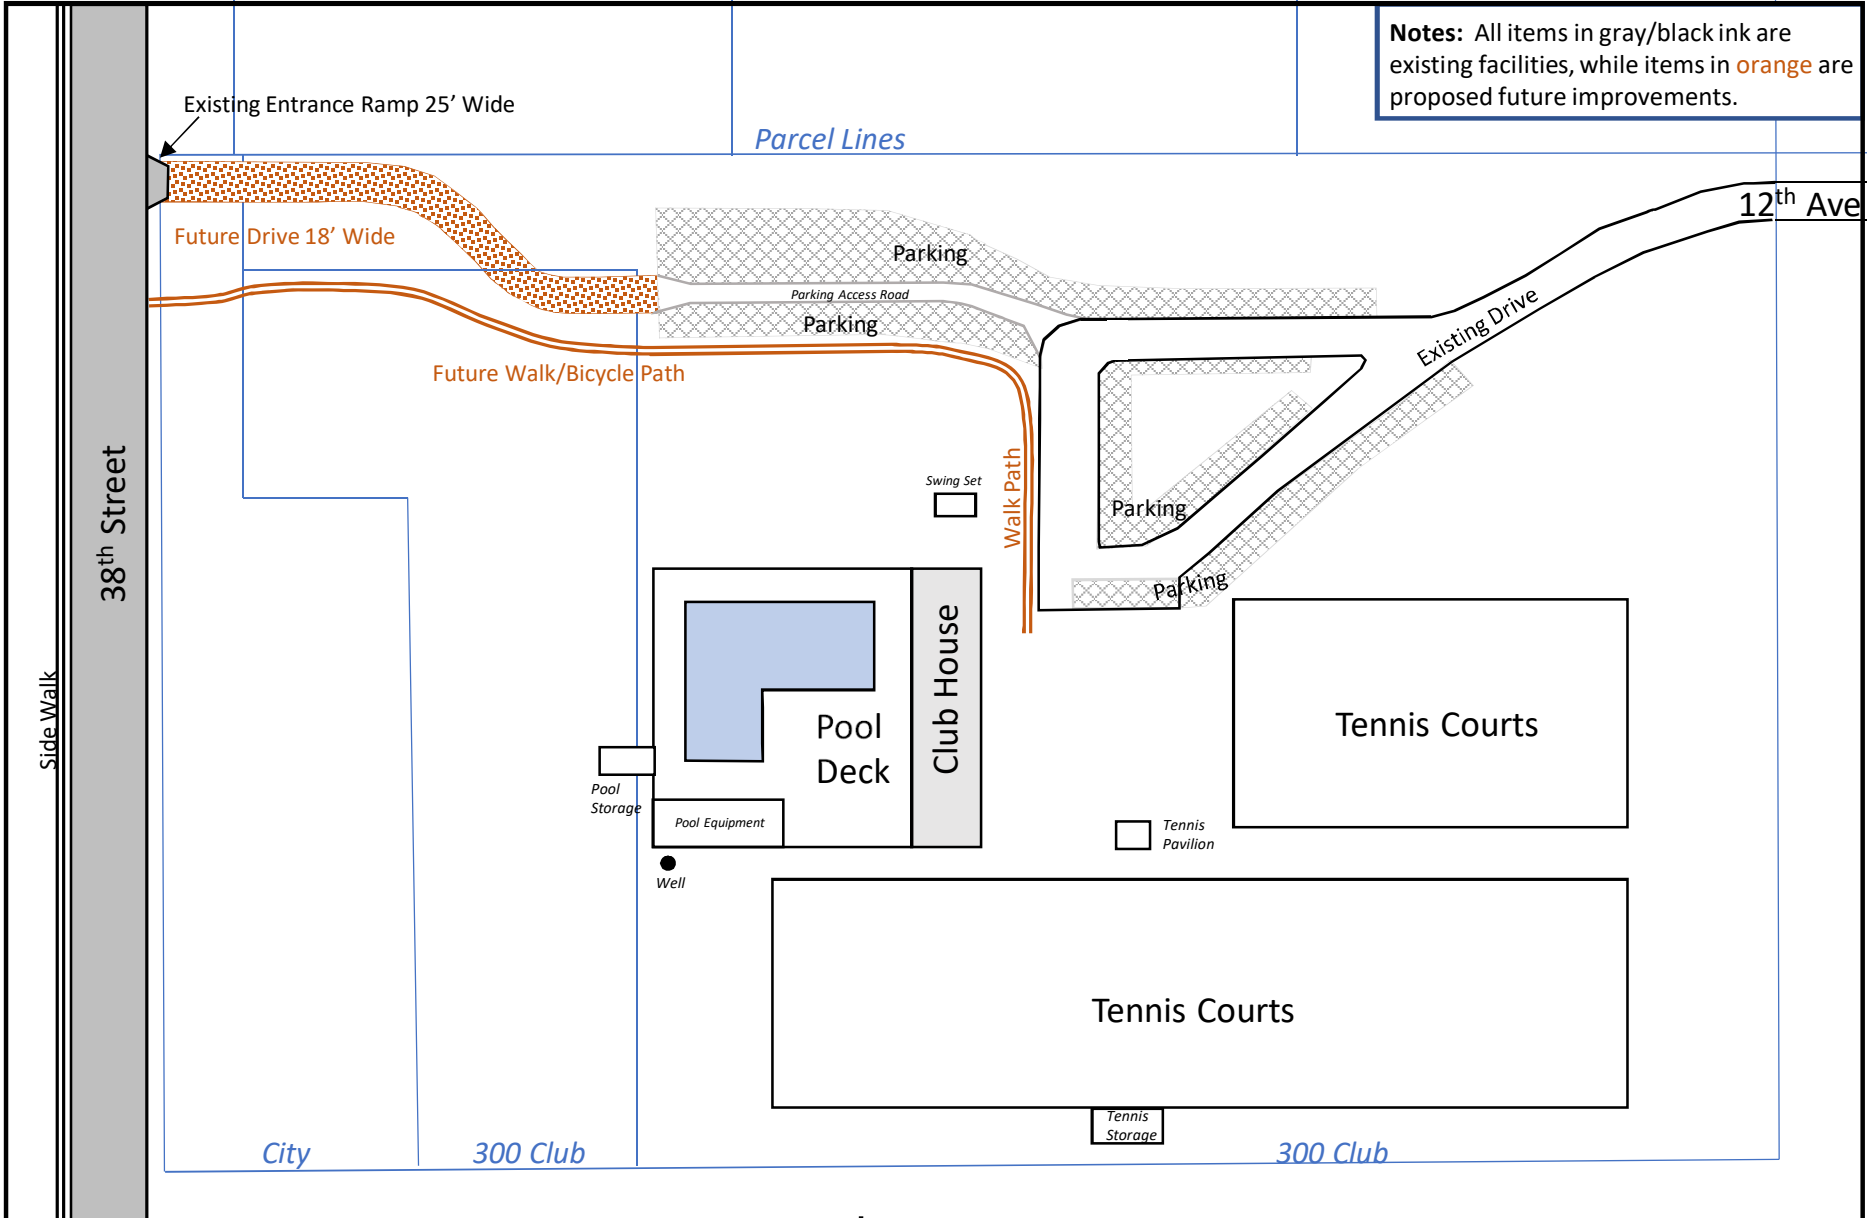 Notes: All items in gray/black ink are
existing facilities, while items in orange are
proposed future improvements.
Existing Entrance Ramp 25’ Wide
Parcel Lines
12th Ave
Future Drive 18’ Wide
Parking
Parking Access Road
Parking
Existing Drive
Future Walk/Bicycle Path
38th Street
Swing Set
Walk Path
Parking
Parking
Side Walk
Club House
Pool
Deck
Tennis Courts
Pool
Storage
Pool Equipment
Tennis
Pavilion
Well
Tennis Courts
Tennis
Storage
City
300 Club
300 Club